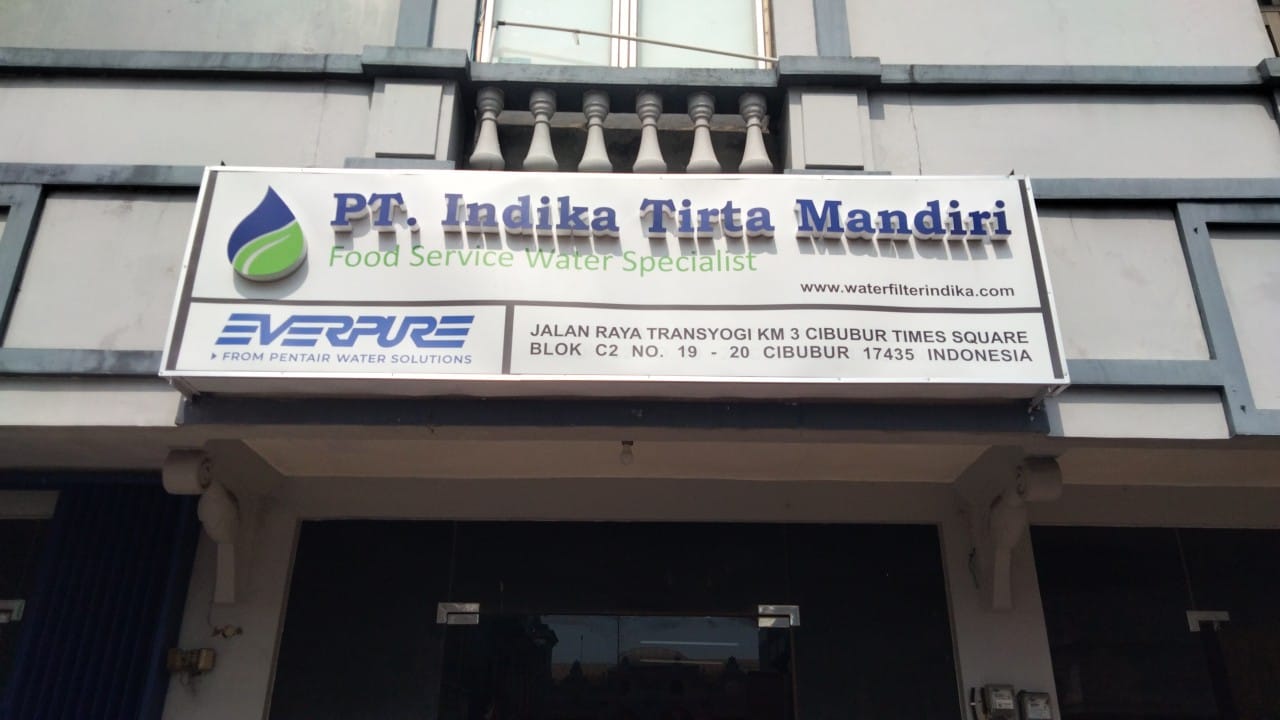 PT. Indika Tirta Mandiri
Food Service Water Specialist
www.waterfilterindika.com
EVERPURE
FROM PENTAIR WATER SOLUTIONS
JALAN RAYA TRANSYOGI KM 3 CIBUBUR TIMES SQUARE
BLOK C2 NO. 19 - 20 CIBUBUR 17435 INDONESIA